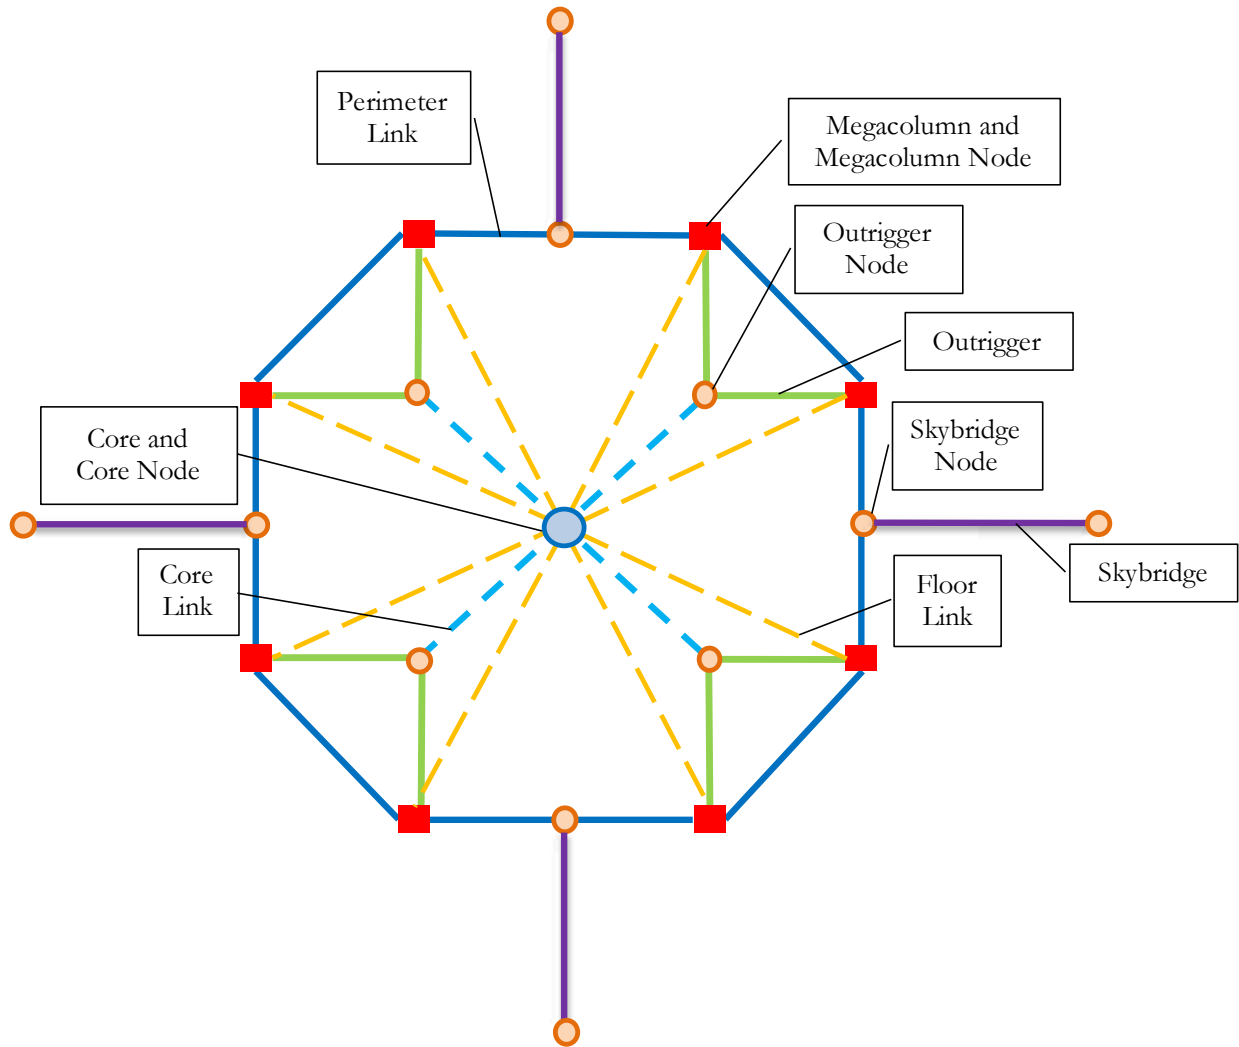 Perimeter
Link
Megacolumn and
Megacolumn Node
Outrigger
Node
Outrigger
Core and
Core Node
Skybridge
Node
Core
Link
Floor
Link
Skybridge